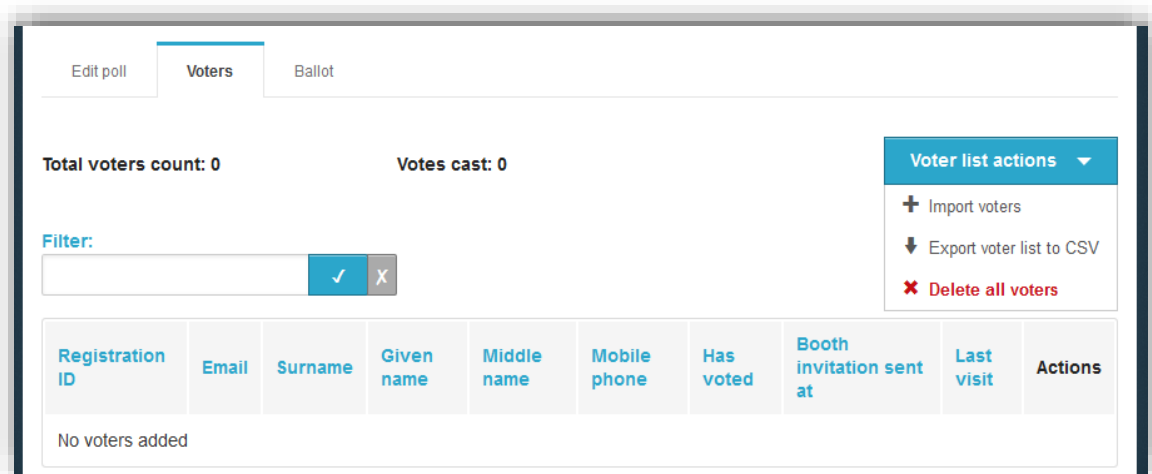 Edit poll Voters Ballot
Total voters count: 0 Votes cast: 0 Voter list actions
Import voters
Export voter list to CSV
Delete all voters
Filter:
✓ X
Registration ID Email Surname Given name Middle name Mobile phone Has voted Booth invitation sent at Last visit Actions
No voters added